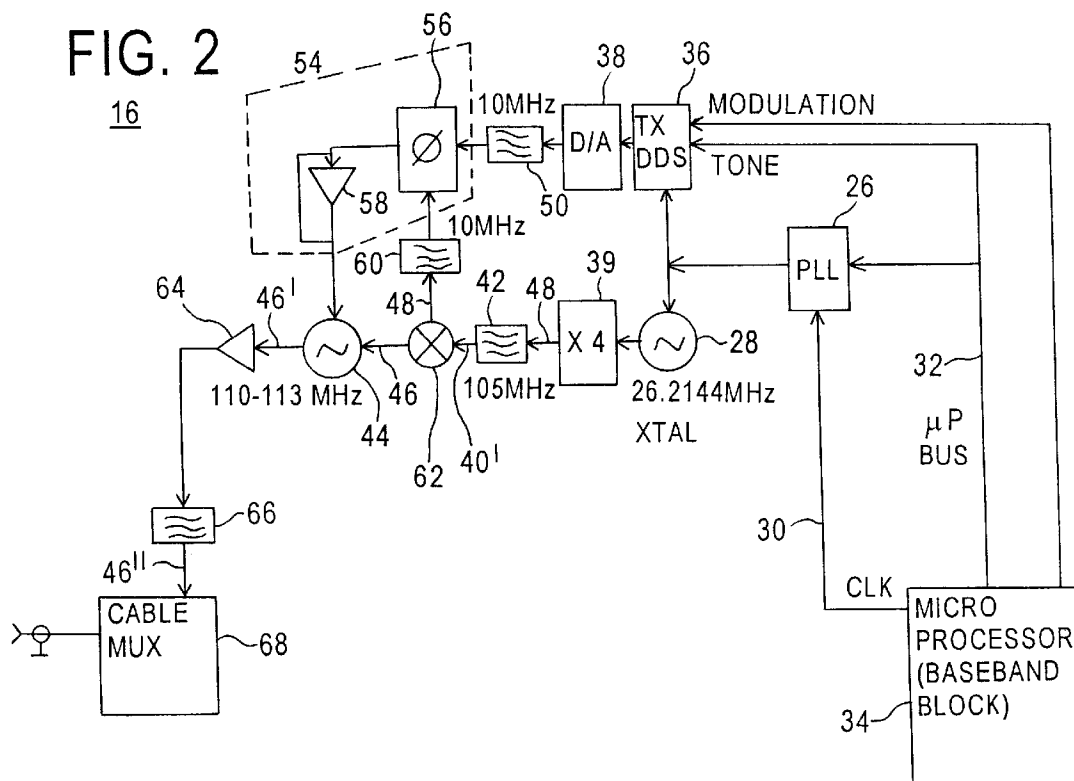 FIG. 2
16
54
56
38
36
10MHz
MODULATION
Ø
D/A
TX
DDS
TONE
50
58
26
60
10MHz
39
PLL
64
46I
48
42
48
X 4
28
46
105MHz
26.2144MHz
110-113 MHz
44
62
40I
XTAL
32
μP
BUS
66
30
46II
CLK
CABLE
MUX
68
MICRO
PROCESSOR
(BASEBAND
BLOCK)
34